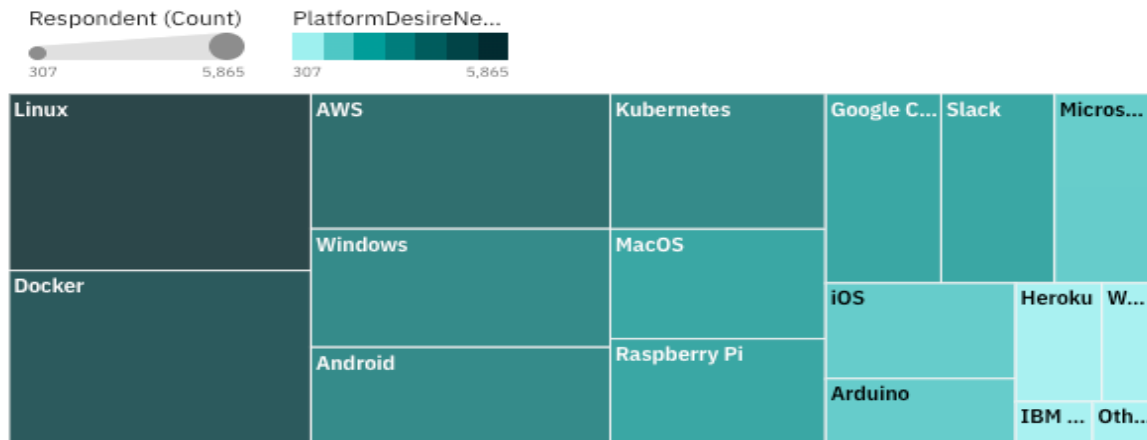 Respondent (Count) PlatformDesireNe...
307 5,865 307 5,865
Linux AWS Kubernetes Google C... Slack Micros...
Windows MacOS
Docker iOS Heroku W...
Android Raspberry Pi
Arduino
IBM ... Oth...